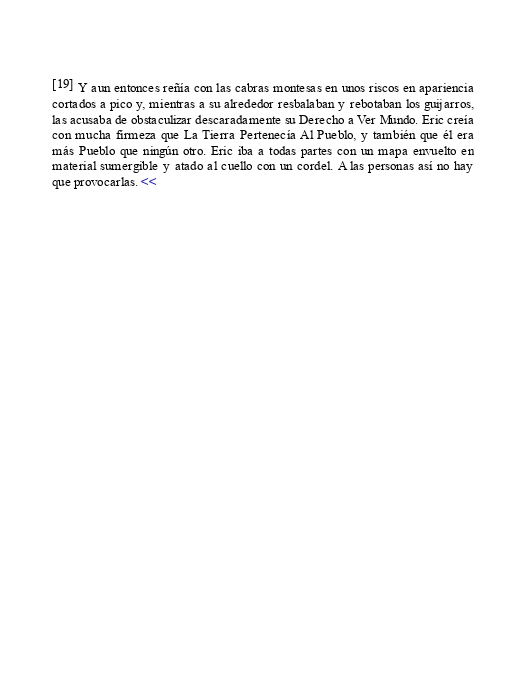 [19] Y aun entonces reñía con las cabras montesas en unos riscos en apariencia
cortados a pico y, mientras a su alrededor resbalaban y rebotaban los guijarros,
las acusaba de obstaculizar descaradamente su Derecho a Ver Mundo. Eric creía
con mucha firmeza que La Tierra Pertenecía Al Pueblo, y también que él era
más Pueblo que ningún otro. Eric iba a todas partes con un mapa envuelto en
material sumergible y atado al cuello con un cordel. A las personas así no hay
que provocarlas. <<